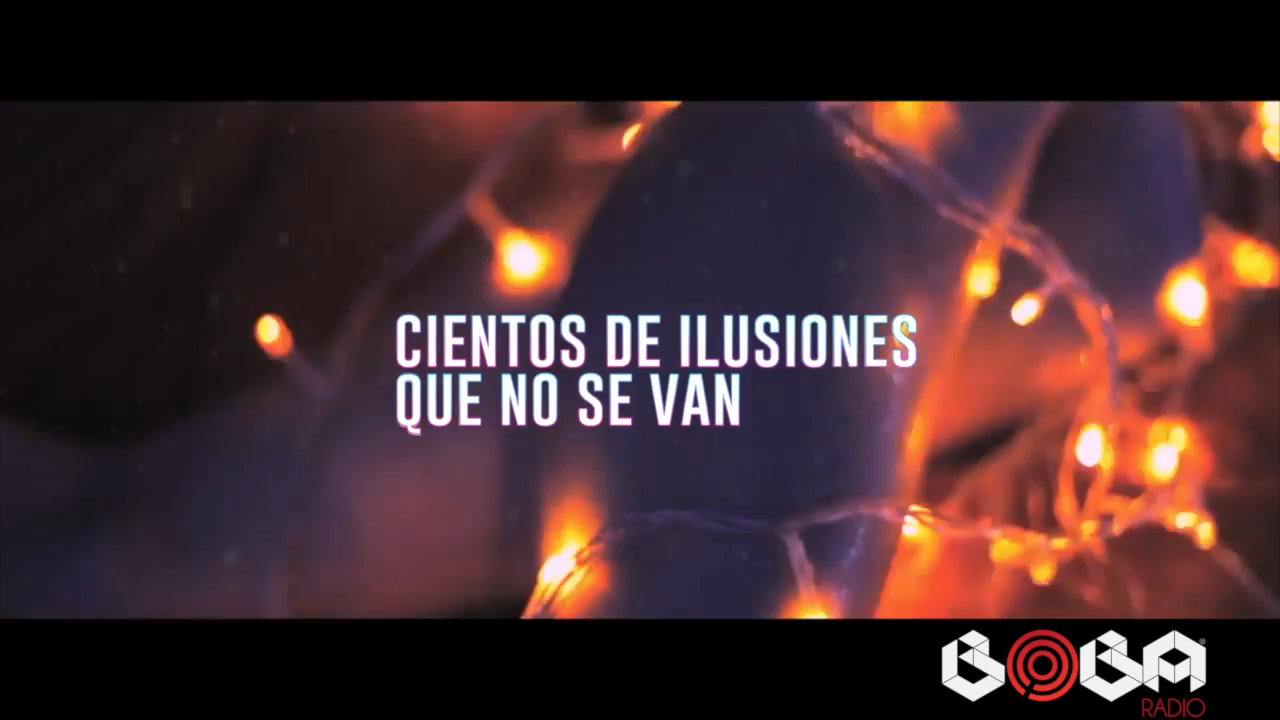 CIENTOS DE ILUSIONES
QUE NO SE VAN
BOBA
RADIO